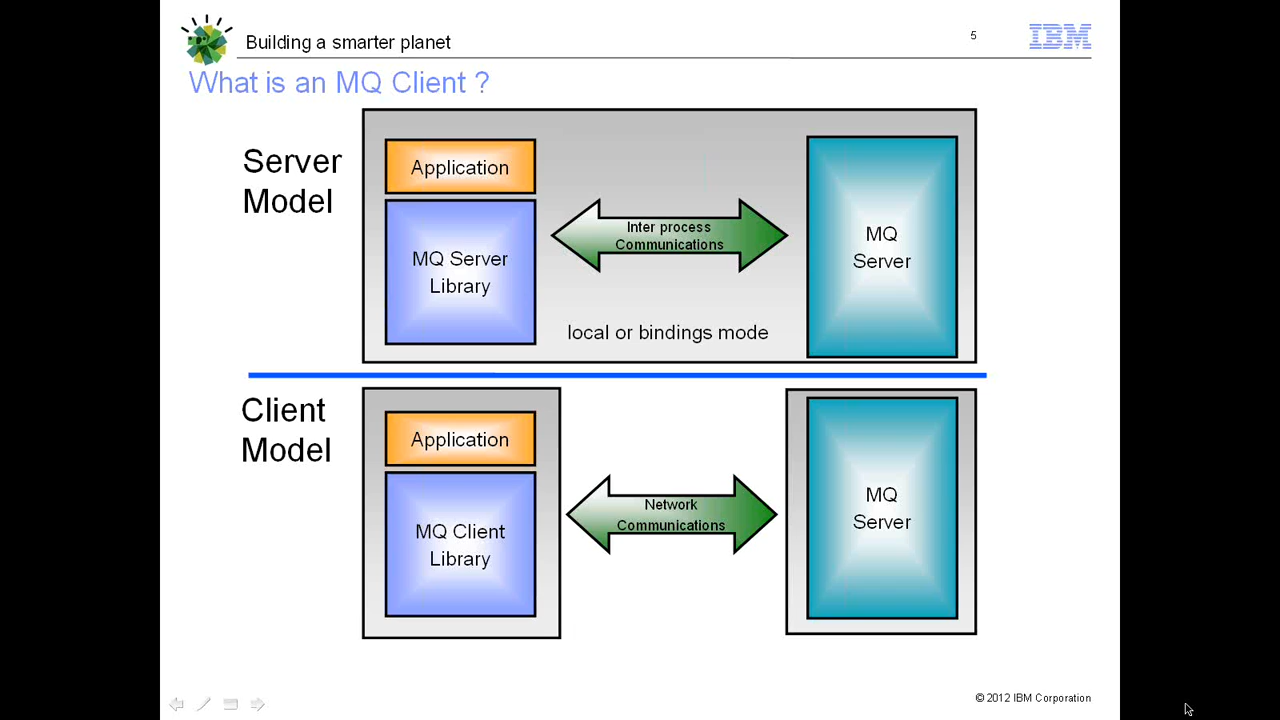 Building a smarter planet
5
IBM
What is an MQ Client ?
Server
Model
Application
MQ Server
Library
Inter process
Communications
local or bindings mode
MQ
Server
Client
Model
Application
MQ Client
Library
Network
Communications
MQ
Server
© 2012 IBM Corporation